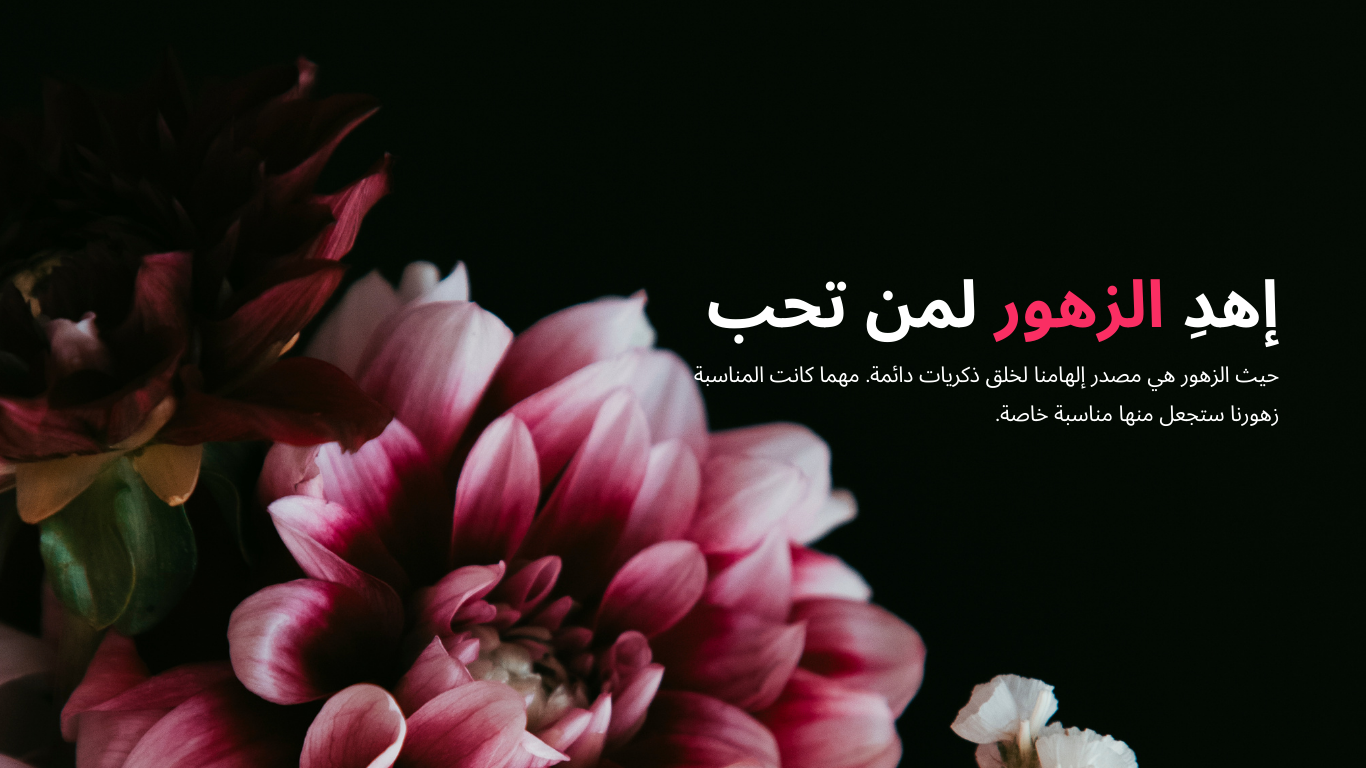 إهدِ الزهور لمن تحب
حيث الزهور هي مصدر إلهامنا لخلق ذكريات دائمة. مهما كانت المناسبة
زهورنا ستجعل منها مناسبة خاصة.